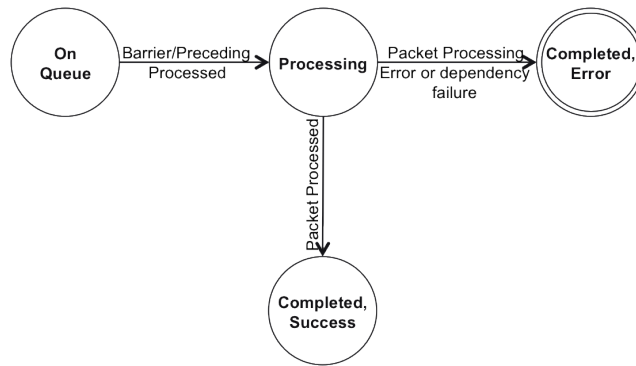 On
Queue
Barrier/Preceding
Processed
Processing
Packet Processing
Error or dependency
failure
Completed,
Error
Packet Processed
Completed,
Success